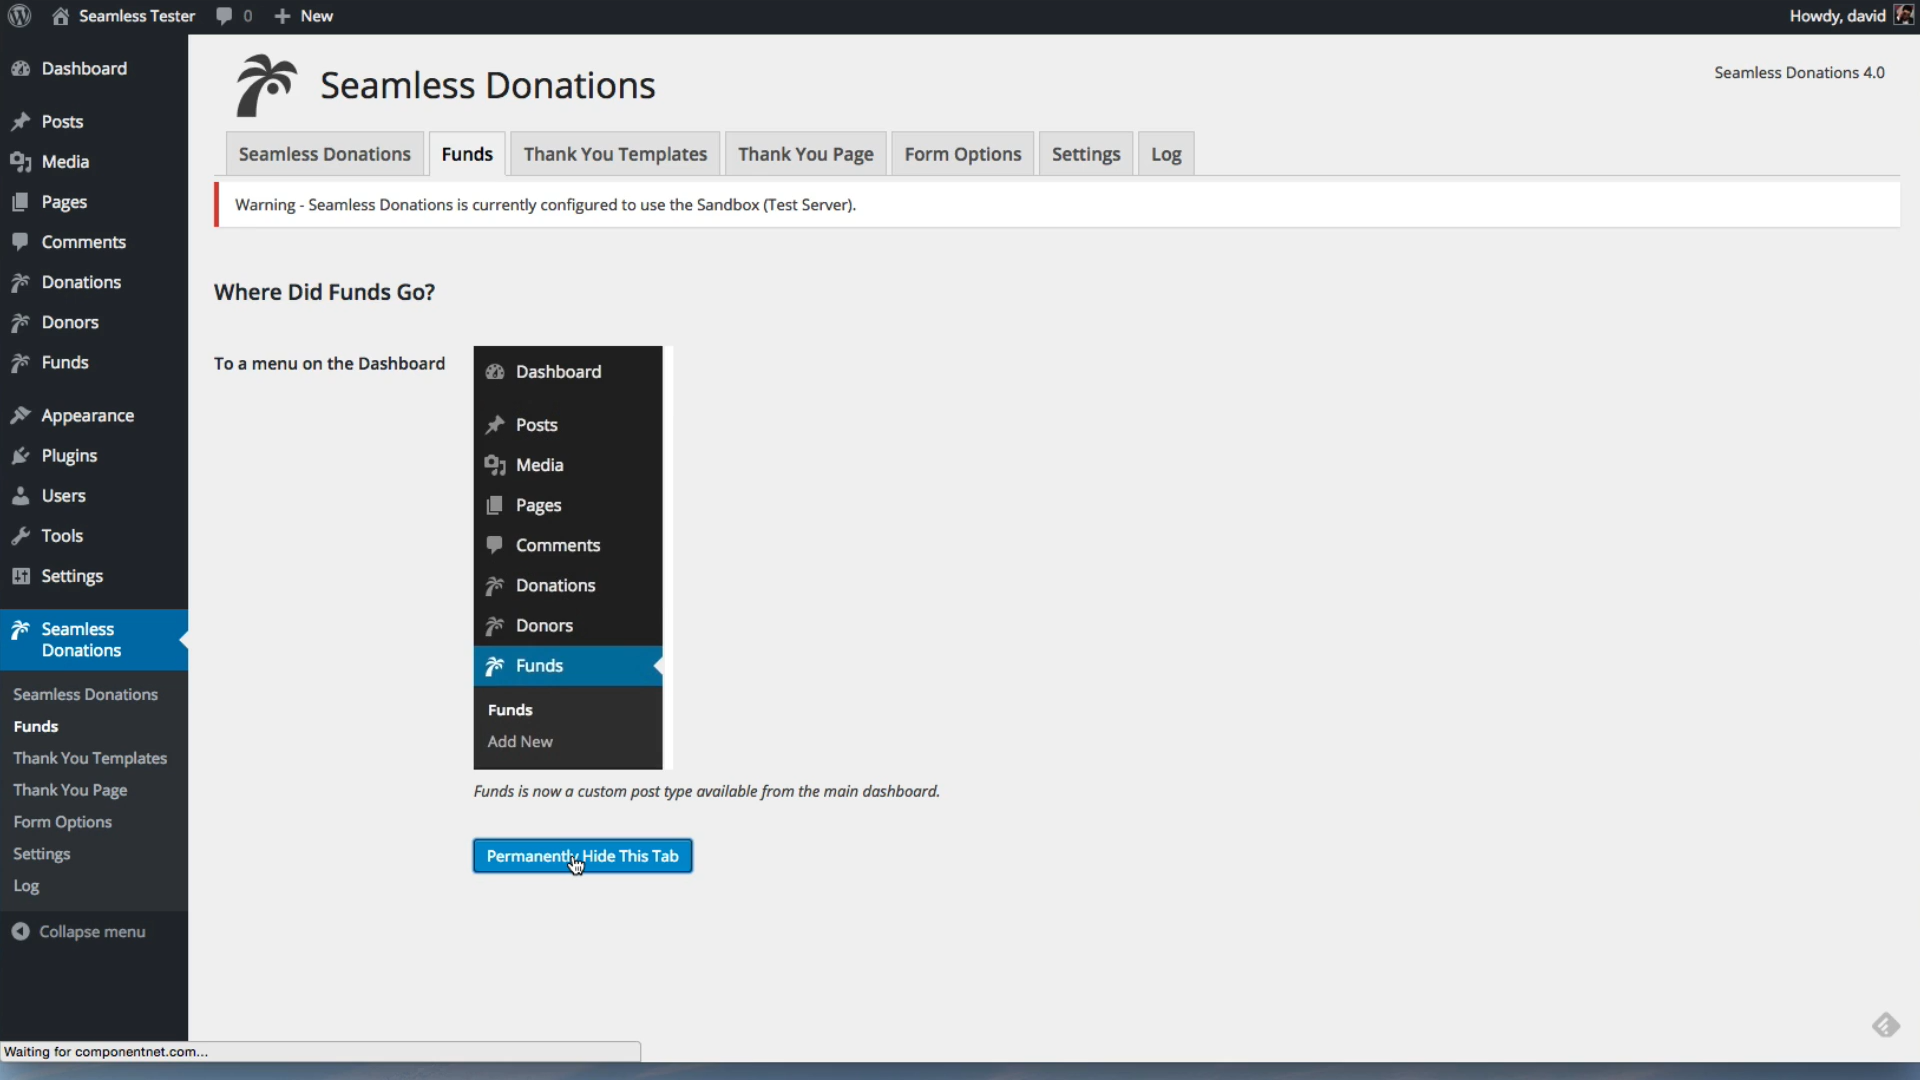 Seamless Tester 0 New Howdy, david
Dashboard
Posts
Media
Pages
Comments
Donations
Donors
Funds
Appearance
Plugins
Users
Tools
Settings
Seamless
Donations
Seamless Donations
Funds
Thank You Templates
Thank You Page
Form Options
Settings
Log
Collapse menu
Seamless Donations
Seamless Donations 4.0
Seamless Donations Funds Thank You Templates Thank You Page Form Options Settings Log
Warning - Seamless Donations is currently configured to use the Sandbox (Test Server).
Where Did Funds Go?
To a menu on the Dashboard
Dashboard
Posts
Media
Pages
Comments
Donations
Donors
Funds
Funds
Add New
Funds is now a custom post type available from the main dashboard.
Permanently Hide This Tab
Waiting for componentnet.com...